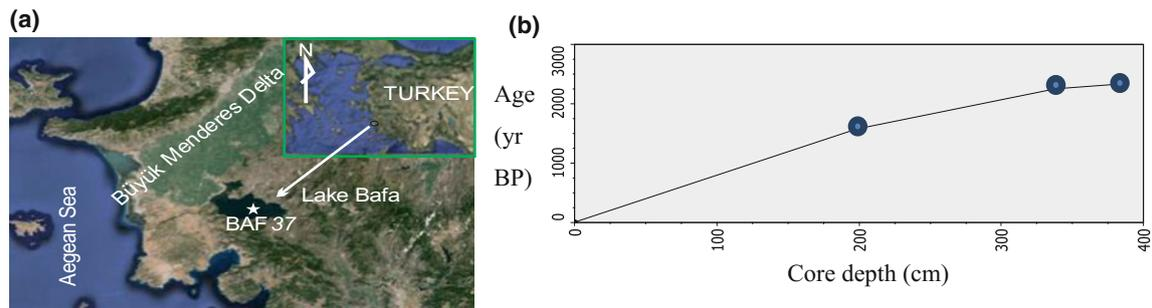 (a)
N
TURKEY
Büyük Menderes Delta
Lake Bafa
BAF 37
Aegean Sea
(b)
Age
(yr
BP)
3000
2000
1000
0
0
100
200
300
400
Core depth (cm)